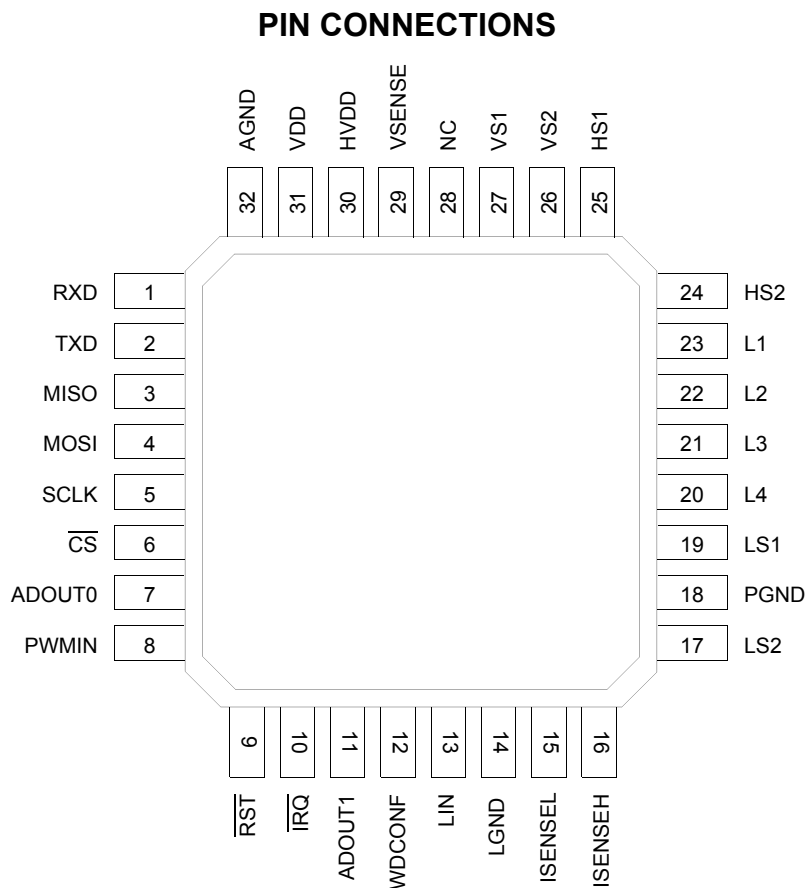 PIN CONNECTIONS
AGND
VDD
HVDD
VSENSE
NC
VS1
VS2
HS1
32
31
30
29
28
27
26
25
RXD 1
TXD 2
MISO 3
MOSI 4
SCLK 5
C̅S̅ 6
ADOUT0 7
PWMIN 8
24 HS2
23 L1
22 L2
21 L3
20 L4
19 LS1
18 PGND
17 LS2
9
10
11
12
13
14
15
16
R̅S̅T̅
I̅R̅Q̅
ADOUT1
WDCONF
LIN
LGND
ISENSEL
ISENSEH